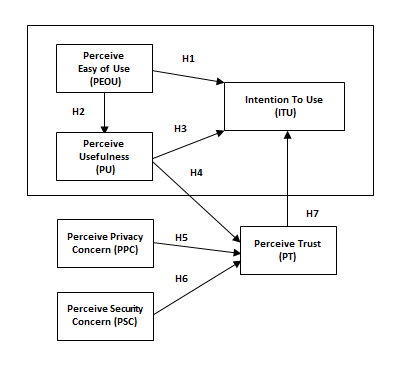 Perceive
Easy of Use
(PEOU)
H1
Intention To Use
(ITU)
H2
H3
Perceive
Usefulness
(PU)
H4
H7
Perceive Privacy
Concern (PPC)
H5
Perceive Trust
(PT)
H6
Perceive Security
Concern (PSC)